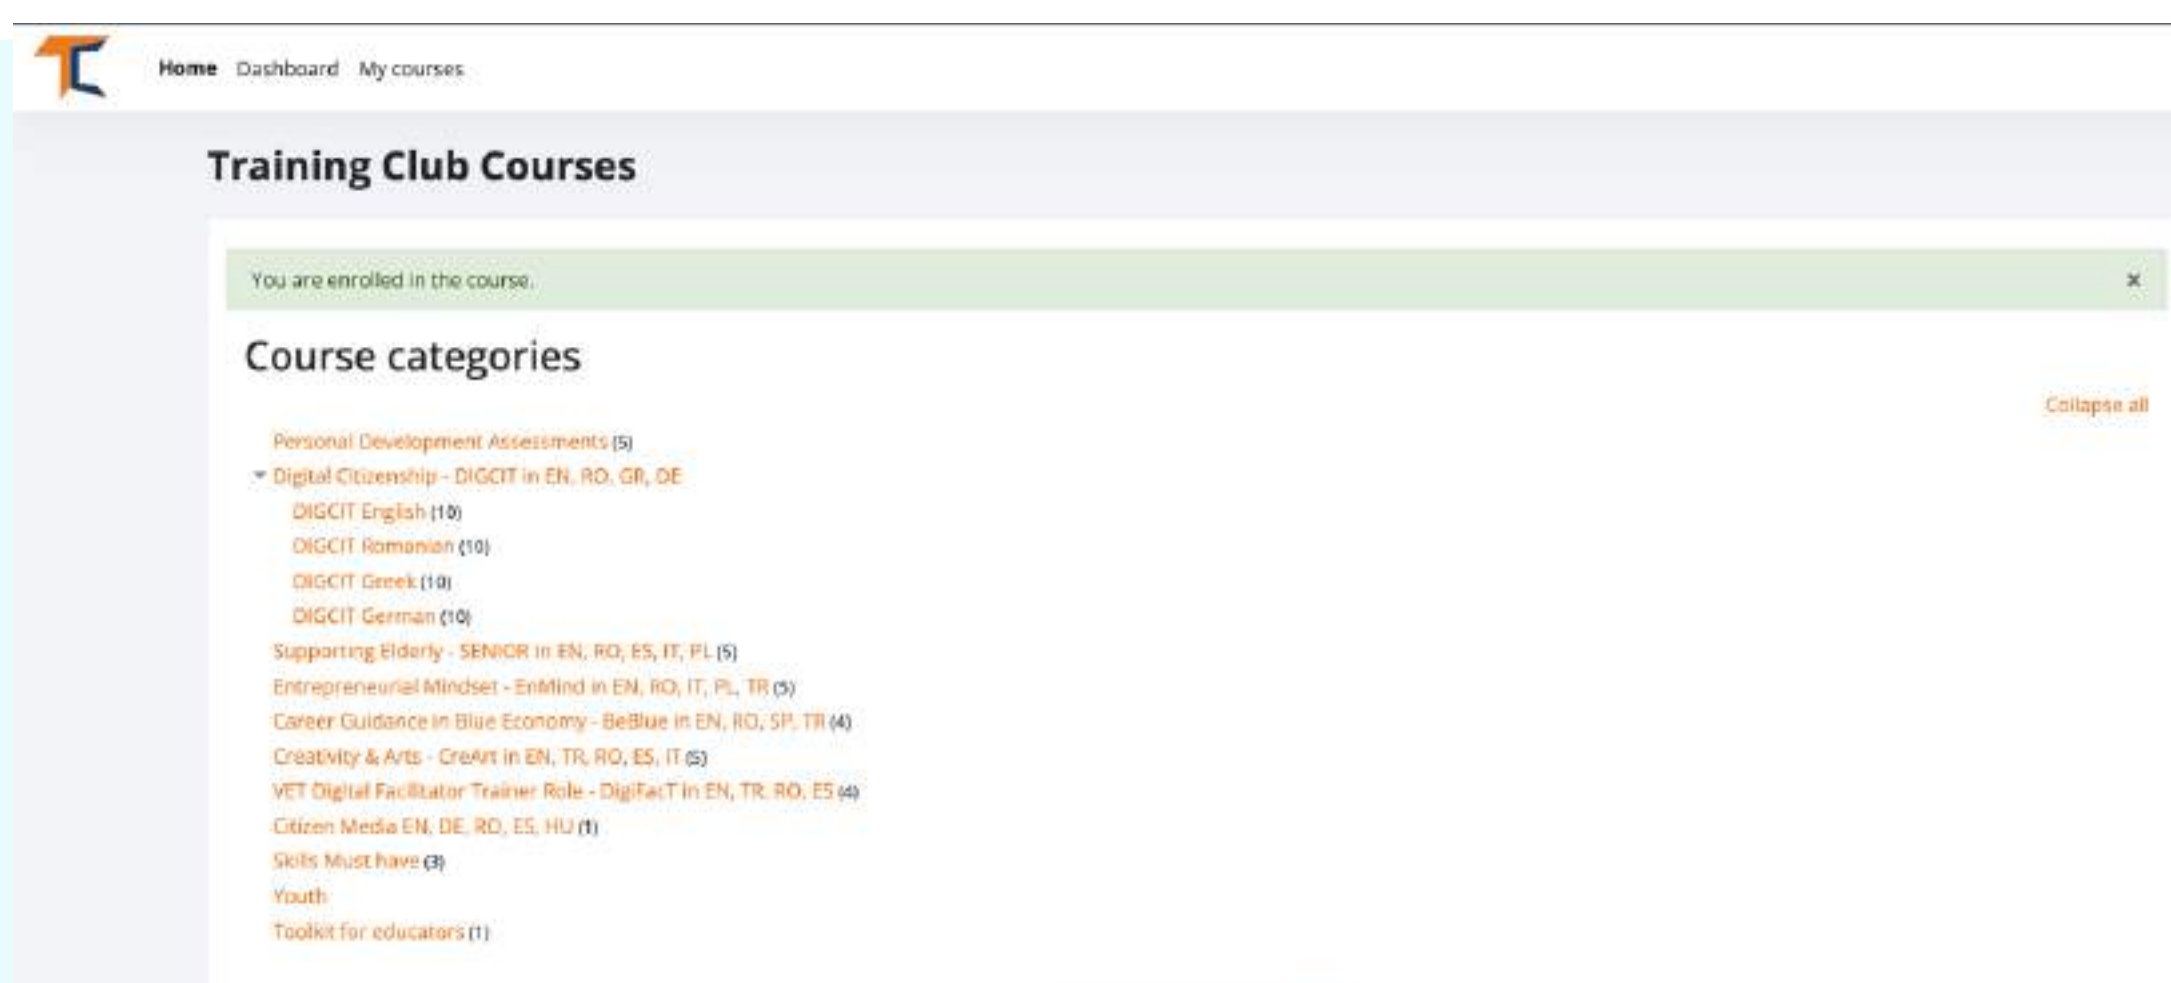 TC
Home Dashboard My courses
Training Club Courses
You are enrolled in the course. ×
Course categories
Collapse all
Personal Development Assessments (5)
Digital Citizenship - DIGCIT in EN, RO, GR, DE
DIGCIT English (10)
DIGCIT Romanian (10)
DIGCIT Greek (10)
DIGCIT German (10)
Supporting Elderly - SENIOR in EN, RO, ES, IT, PL (5)
Entrepreneurial Mindset - EnMind in EN, RO, IT, PL, TR (5)
Career Guidance in Blue Economy - BeBlue in EN, RO, SP, TR (4)
Creativity & Arts - CreArt in EN, TR, RO, ES, IT (5)
VET Digital Facilitator Trainer Role - DigiFacT in EN, TR, RO, ES (4)
Citizen Media EN, DE, RO, ES, HU (1)
Skills Must have (3)
Youth
Toolkit for educators (1)